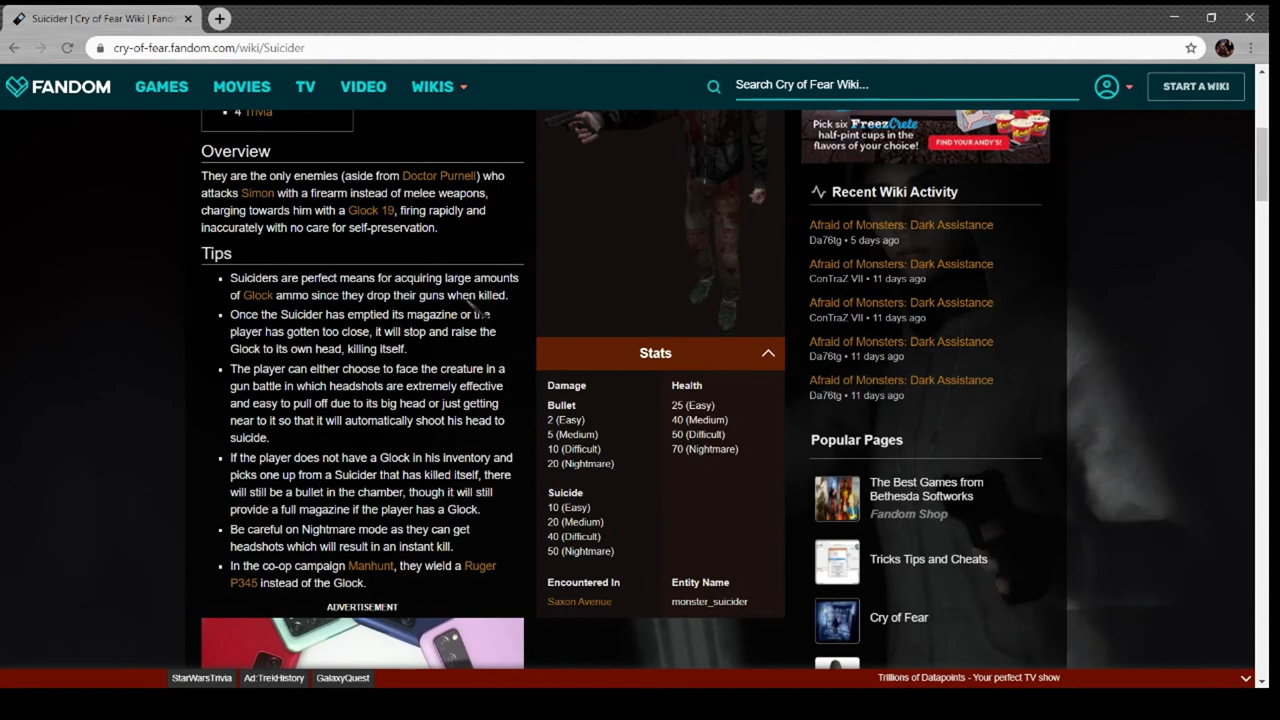 Suicider | Cry of Fear Wiki | Fand
cry-of-fear.fandom.com/wiki/Suicider
FANDOM GAMES MOVIES TV VIDEO WIKIS Search Cry of Fear Wiki... START A WIKI
4 Trivia
Overview
They are the only enemies (aside from Doctor Purnell) who
attacks Simon with a firearm instead of melee weapons,
charging towards him with a Glock 19, firing rapidly and
inaccurately with no care for self-preservation.
Tips
Suiciders are perfect means for acquiring large amounts
of Glock ammo since they drop their guns when killed.
Once the Suicider has emptied its magazine or the
player has gotten too close, it will stop and raise the
Glock to its own head, killing itself.
The player can either choose to face the creature in a
gun battle in which headshots are extremely effective
and easy to pull off due to its big head or just getting
near to it so that it will automatically shoot his head to
suicide.
If the player does not have a Glock in his inventory and
picks one up from a Suicider that has killed itself, there
will still be a bullet in the chamber, though it will still
provide a full magazine if the player has a Glock.
Be careful on Nightmare mode as they can get
headshots which will result in an instant kill.
In the co-op campaign Manhunt, they wield a Ruger
P345 instead of the Glock.
ADVERTISEMENT
Stats
Damage
Bullet
2 (Easy)
5 (Medium)
10 (Difficult)
20 (Nightmare)
Suicide
10 (Easy)
20 (Medium)
40 (Difficult)
50 (Nightmare)
Health
25 (Easy)
40 (Medium)
50 (Difficult)
70 (Nightmare)
Encountered In
Saxon Avenue
Entity Name
monster_suicider
Pick six FreezCrete
half-pint cups in the
flavors of your choice!
FIND YOUR ANDY'S!
Recent Wiki Activity
Afraid of Monsters: Dark Assistance
Da76tg • 5 days ago
Afraid of Monsters: Dark Assistance
ConTraZ VII • 11 days ago
Afraid of Monsters: Dark Assistance
ConTraZ VII • 11 days ago
Afraid of Monsters: Dark Assistance
Da76tg • 11 days ago
Afraid of Monsters: Dark Assistance
Da76tg • 11 days ago
Popular Pages
The Best Games from
Bethesda Softworks
Fandom Shop
Tricks Tips and Cheats
Cry of Fear
StarWarsTrivia Ad:TrekHistory GalaxyQuest
Trillions of Datapoints - Your perfect TV show